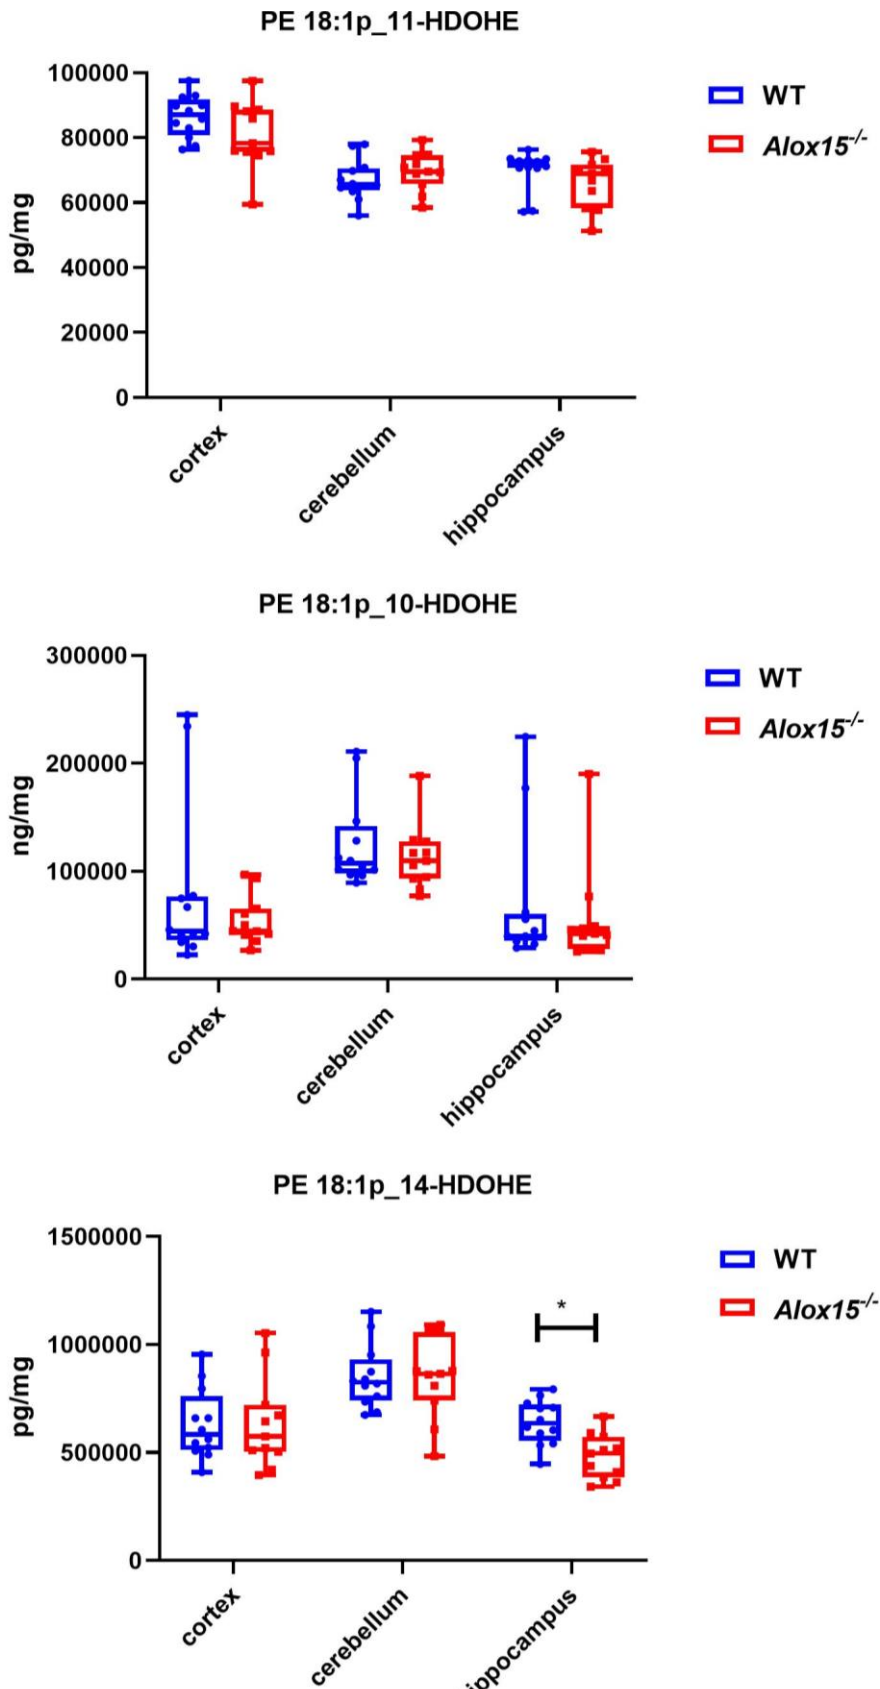 PE 18:1p_11-HDOHE
100000
80000
60000
40000
20000
0
pg/mg
cortex
cerebellum
hippocampus
WT
Alox15-/-
PE 18:1p_10-HDOHE
300000
200000
100000
0
ng/mg
cortex
cerebellum
hippocampus
WT
Alox15-/-
PE 18:1p_14-HDOHE
1500000
1000000
500000
0
pg/mg
*
cortex
cerebellum
ippocampus
WT
Alox15-/-